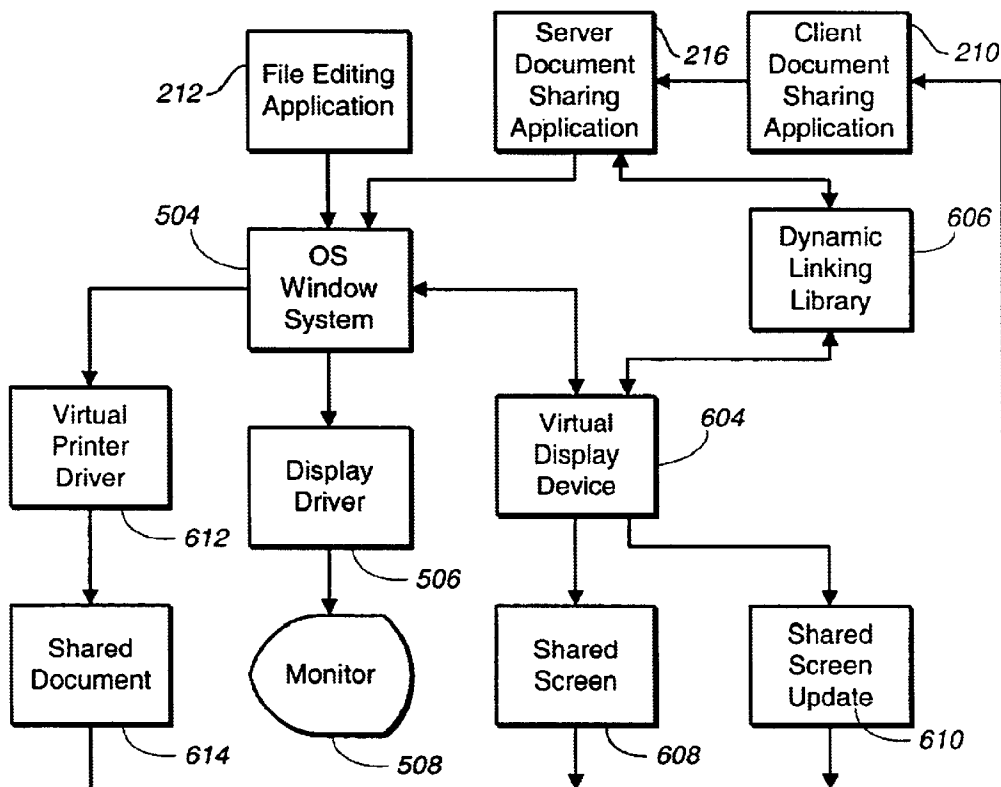 212
File Editing
Application
Server
Document
Sharing
Application
216
Client
Document
Sharing
Application
210
504
OS
Window
System
Dynamic
Linking
Library
606
Virtual
Printer
Driver
612
Display
Driver
506
Virtual
Display
Device
604
Shared
Document
614
Monitor
508
Shared
Screen
608
Shared
Screen
Update
610